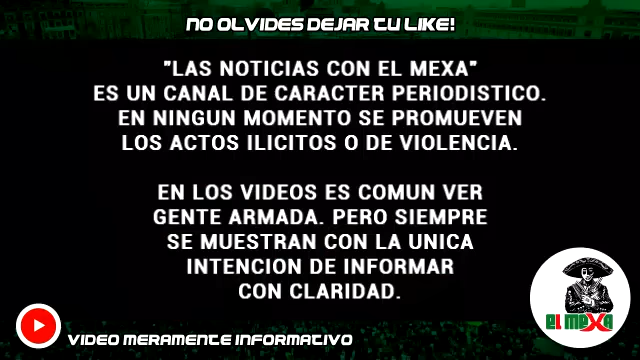 NO OLVIDES DEJAR TU LIKE!
"LAS NOTICIAS CON EL MEXA"
ES UN CANAL DE CARACTER PERIODISTICO.
EN NINGUN MOMENTO SE PROMUEVEN
LOS ACTOS ILICITOS O DE VIOLENCIA.
EN LOS VIDEOS ES COMUN VER
GENTE ARMADA. PERO SIEMPRE
SE MUESTRAN CON LA UNICA
INTENCION DE INFORMAR
CON CLARIDAD.
EL MEXA
VIDEO MERAMENTE INFORMATIVO